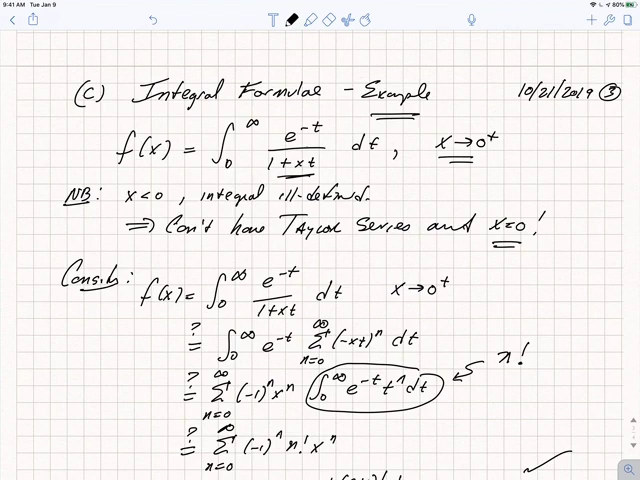 9:41 AM Tue Jan 9
80%
(C) Integral Formulae - Example 10/21/2019 ③
f(x) = ∫₀^∞ e^{-t}/(1+xt) dt, x→0⁺
NB: x<0, integral ill-defined.
⇒ Can't have Taylor Series and x=0!
Consider: f(x) = ∫₀^∞ e^{-t}/(1+xt) dt x→0⁺
?= ∫₀^∞ e^{-t} Σ_{n=0}^∞ (-xt)^n dt
?= Σ_{n=0}^∞ (-1)^n x^n ∫₀^∞ e^{-t} t^n dt n!
?= Σ_{n=0}^∞ (-1)^n n! x^n